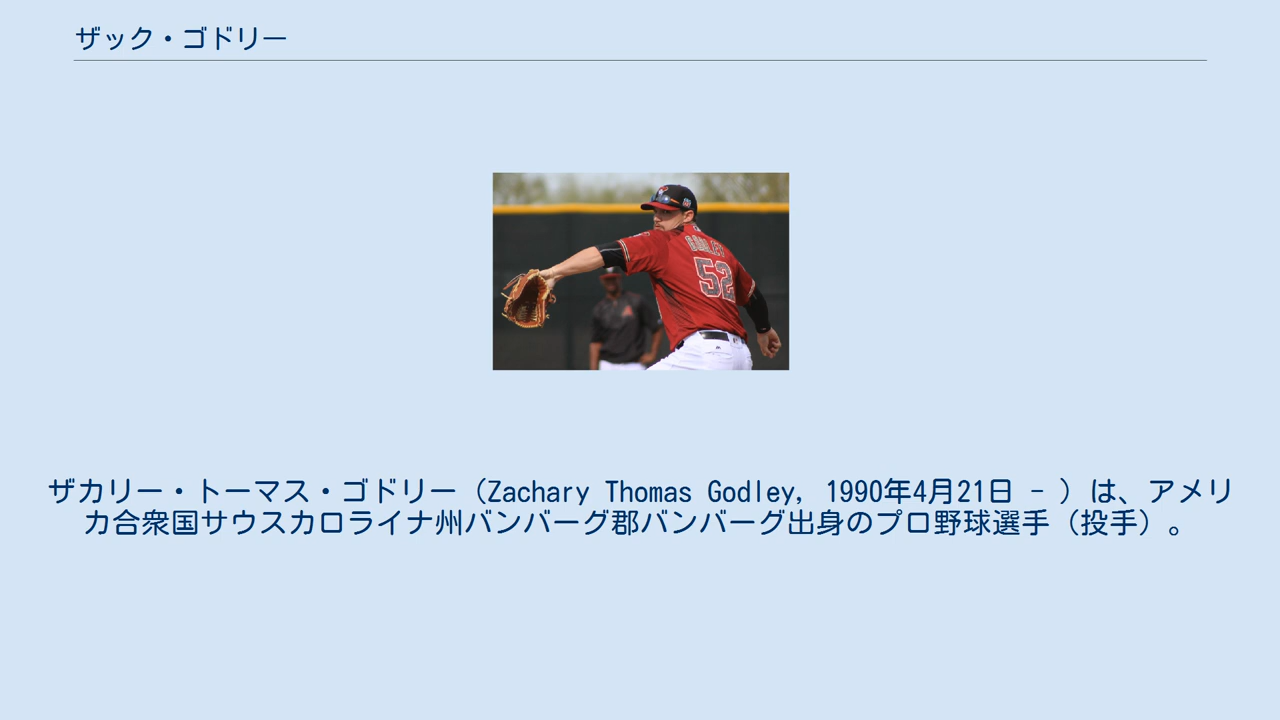 ザック・ゴドリー
GODLEY
52
ザカリー・トーマス・ゴドリー（Zachary Thomas Godley, 1990年4月21日 - ）は、アメリ
カ合衆国サウスカロライナ州バンバーグ郡バンバーグ出身のプロ野球選手（投手）。